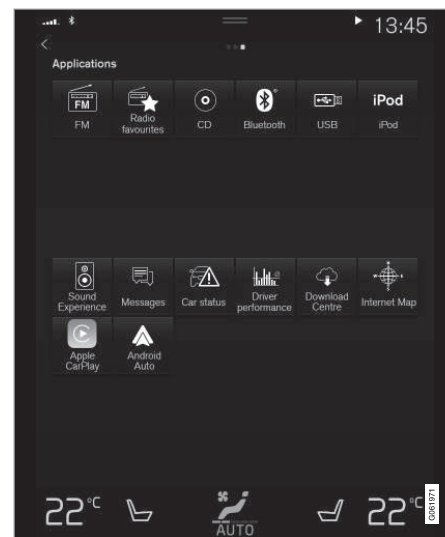 13:45
Applications
FM
FM
Radio
favourites
CD
Bluetooth
USB
iPod
iPod
Sound
Experience
Messages
Car status
Driver
performance
Download
Centre
Internet Map
Apple
CarPlay
Android
Auto
22°C
AUTO
22°C
G061971